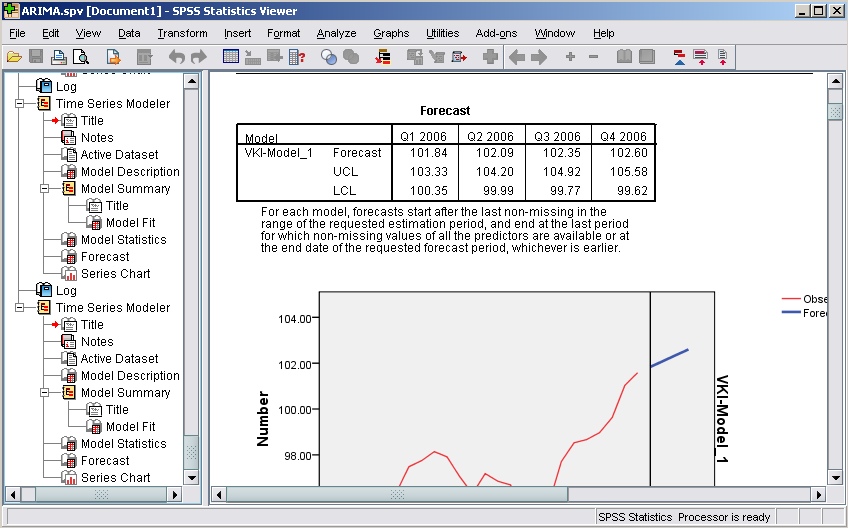 ARIMA.spv [Document1] - SPSS Statistics Viewer
File Edit View Data Transform Insert Format Analyze Graphs Utilities Add-ons Window Help
Log
Time Series Modeler
Title
Notes
Active Dataset
Model Description
Model Summary
Title
Model Fit
Model Statistics
Forecast
Series Chart
Log
Time Series Modeler
Title
Notes
Active Dataset
Model Description
Model Summary
Title
Model Fit
Model Statistics
Forecast
Series Chart
Forecast
Model Q1 2006 Q2 2006 Q3 2006 Q4 2006
VKI-Model_1 Forecast 101.84 102.09 102.35 102.60
UCL 103.33 104.20 104.92 105.58
LCL 100.35 99.99 99.77 99.62
For each model, forecasts start after the last non-missing in the
range of the requested estimation period, and end at the last period
for which non-missing values of all the predictors are available or at
the end date of the requested forecast period, whichever is earlier.
104.00
102.00
100.00
98.00
Number
VKI-Model_1
Obse
Forec
SPSS Statistics Processor is ready